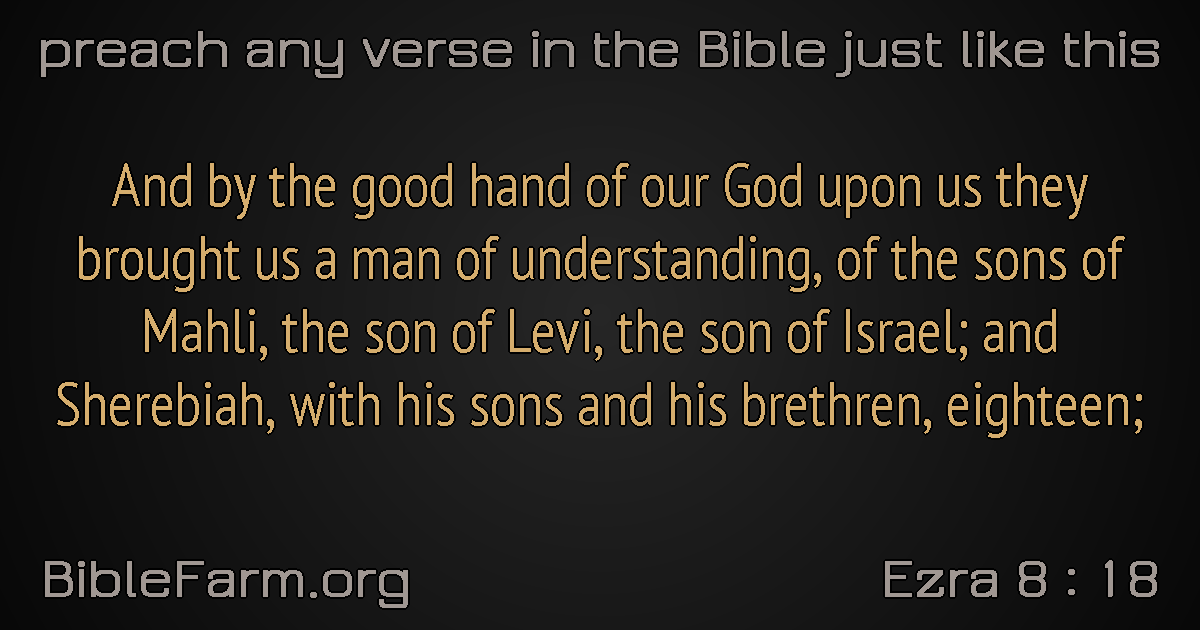 preach any verse in the Bible just like this
And by the good hand of our God upon us they
brought us a man of understanding, of the sons of
Mahli, the son of Levi, the son of Israel; and
Sherebiah, with his sons and his brethren, eighteen;
BibleFarm.org
Ezra 8 : 18